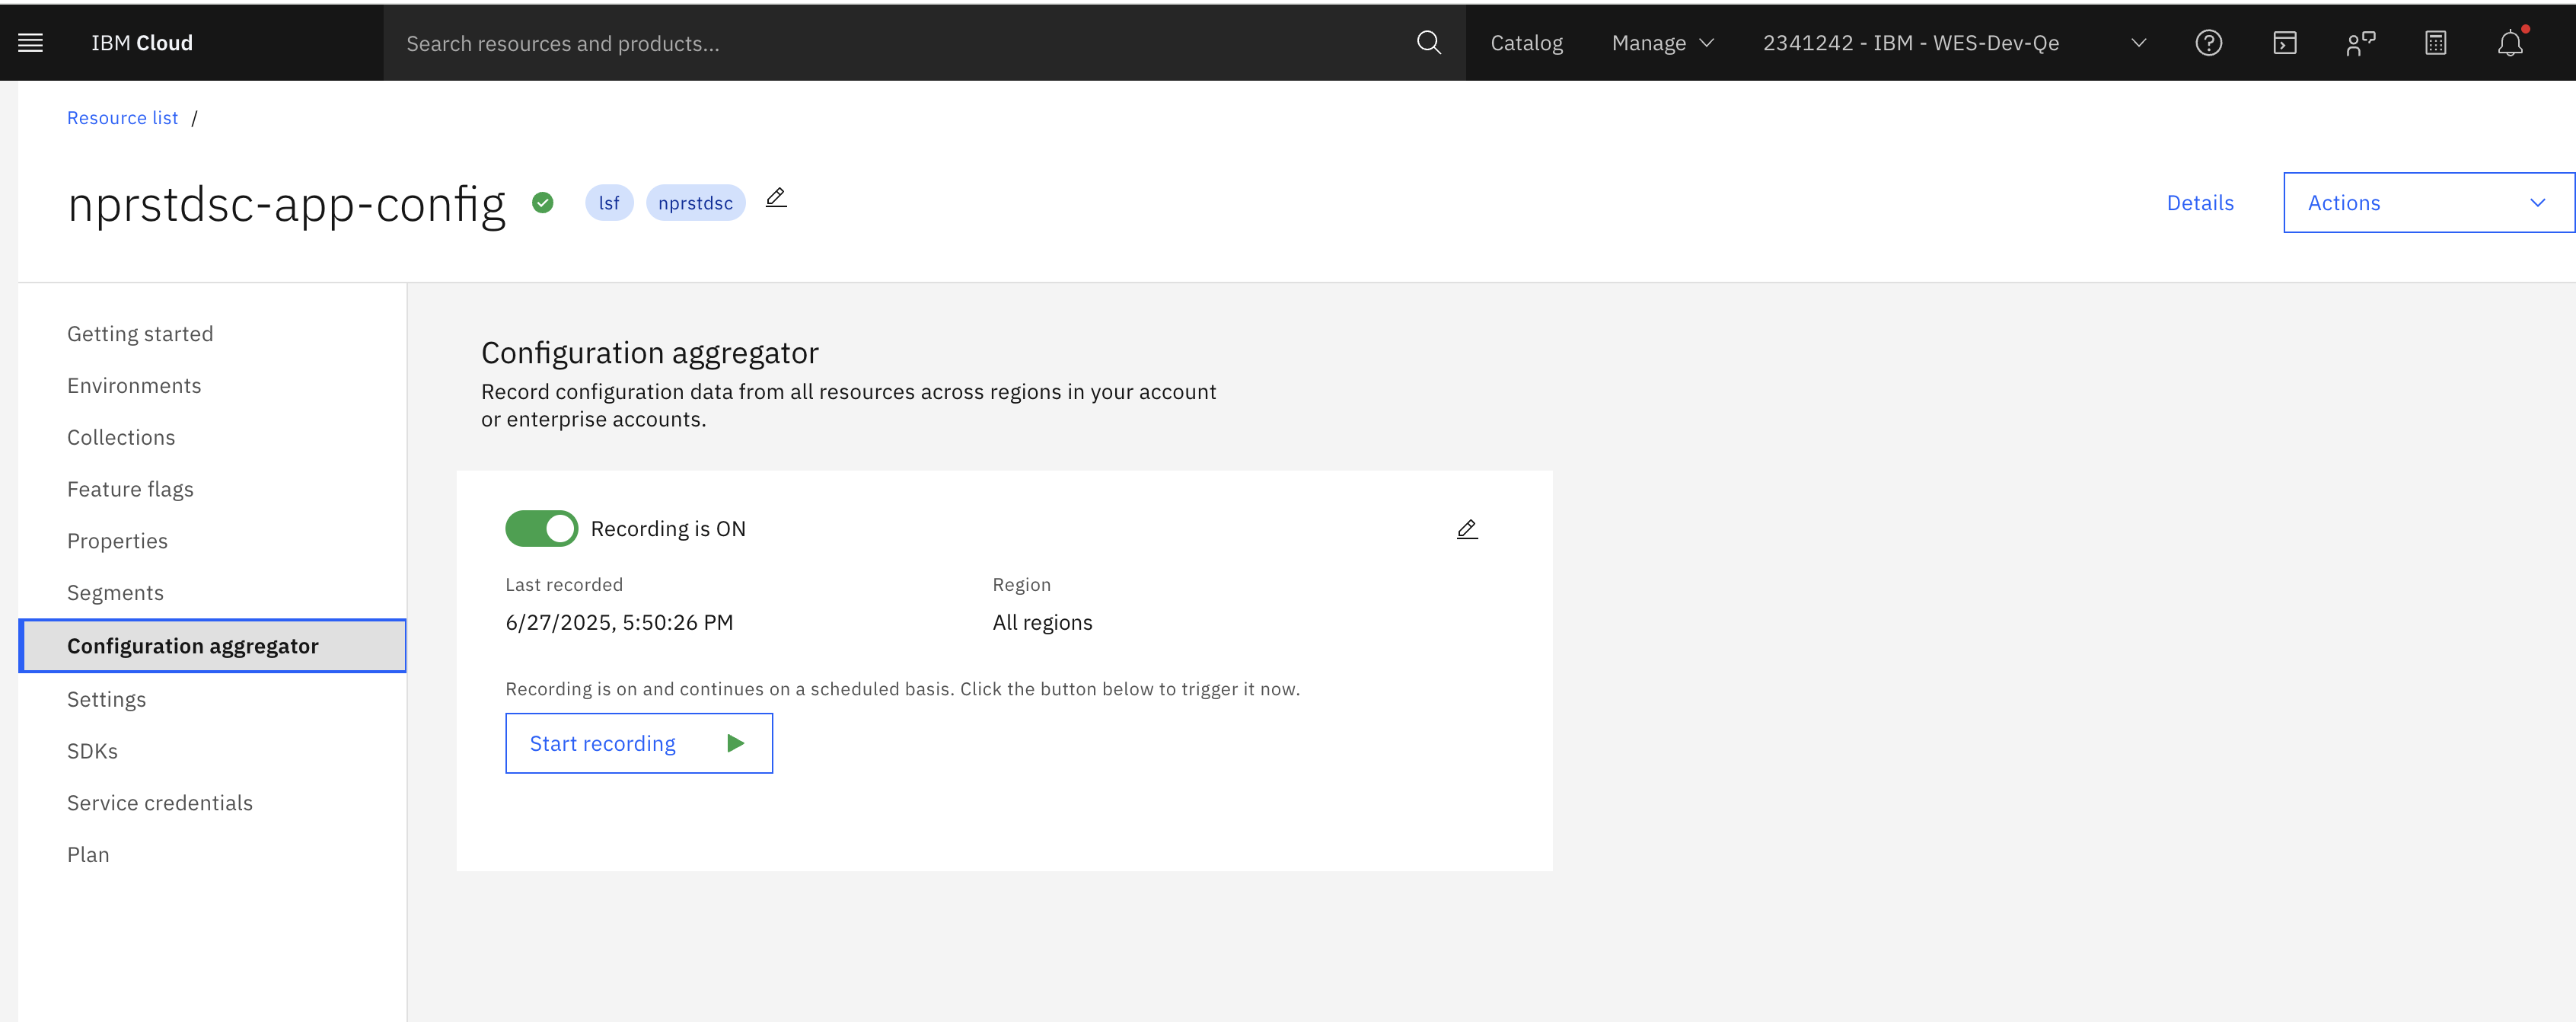 IBM Cloud
Search resources and products...
Catalog
Manage
2341242 - IBM - WES-Dev-Qe
Resource list /
nprstdsc-app-config
lsf
nprstdsc
Details
Actions
Getting started
Environments
Collections
Feature flags
Properties
Segments
Configuration aggregator
Settings
SDKs
Service credentials
Plan
Configuration aggregator
Record configuration data from all resources across regions in your account
or enterprise accounts.
Recording is ON
Last recorded
6/27/2025, 5:50:26 PM
Region
All regions
Recording is on and continues on a scheduled basis. Click the button below to trigger it now.
Start recording